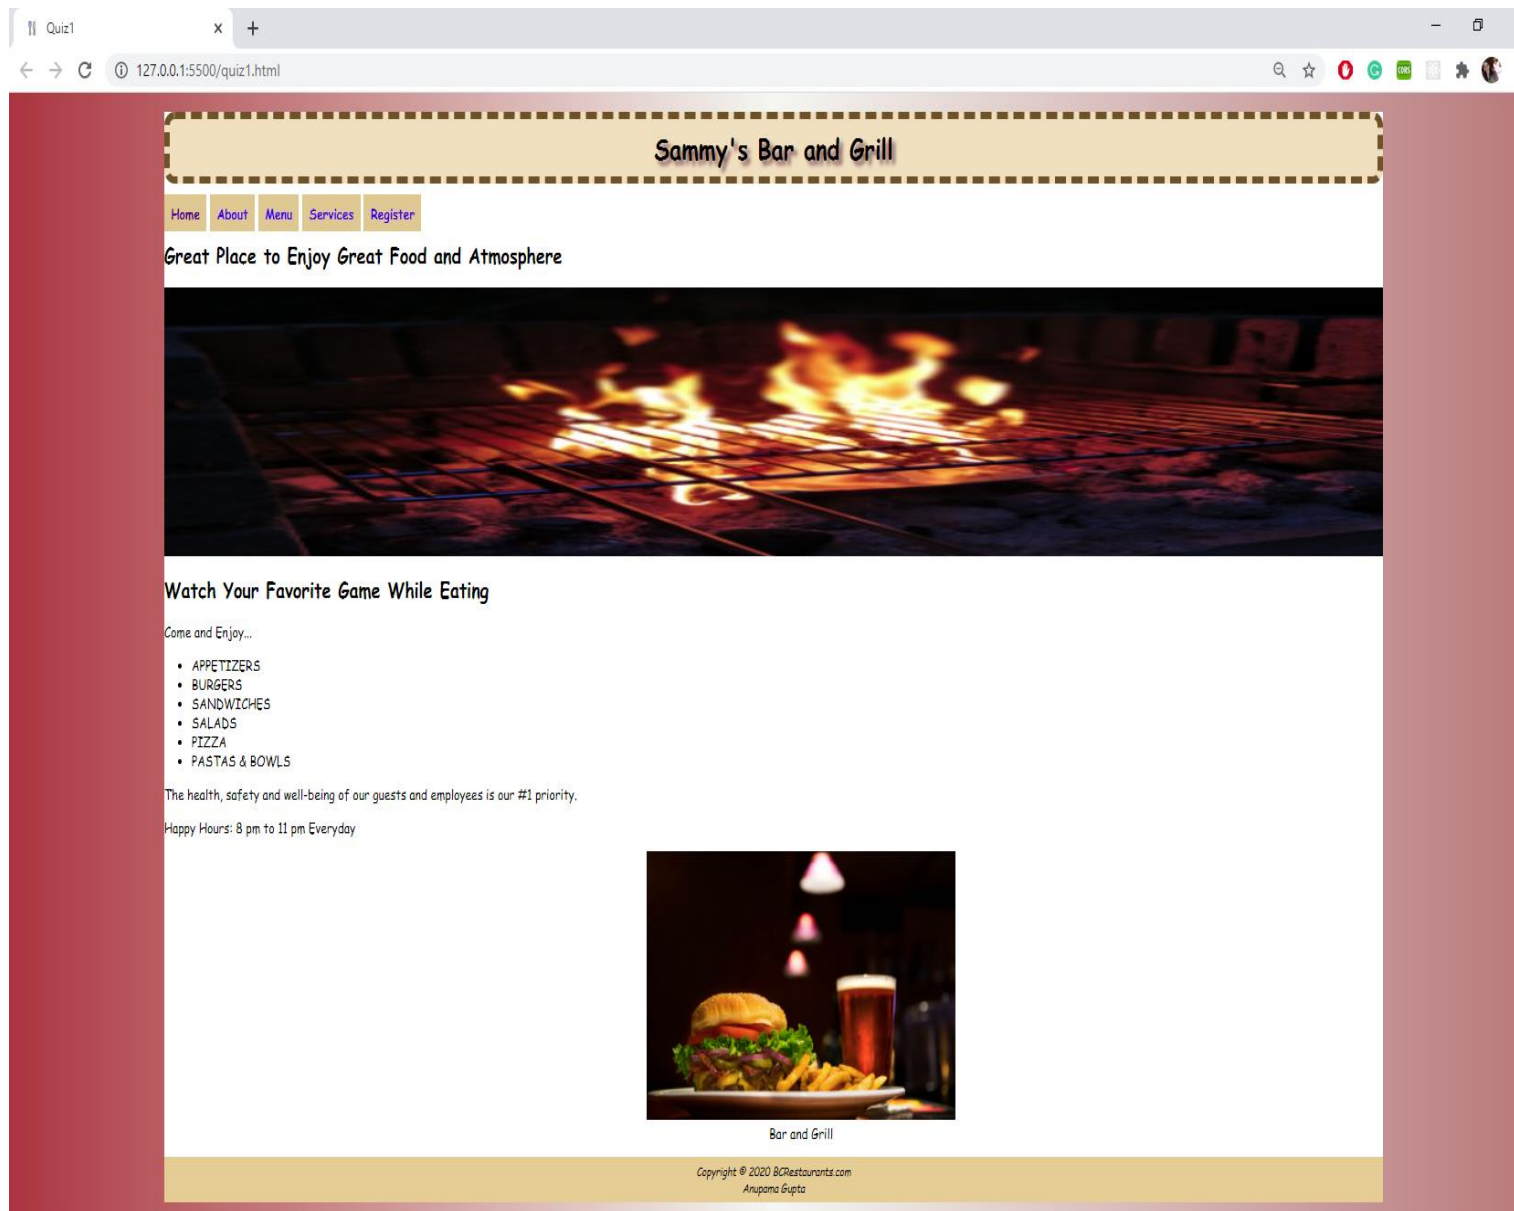 Quiz1
127.0.0.1:5500/quiz1.html
CORS
Sammy's Bar and Grill
Home About Menu Services Register
Great Place to Enjoy Great Food and Atmosphere
Watch Your Favorite Game While Eating
Come and Enjoy...
• APPETIZERS
• BURGERS
• SANDWICHES
• SALADS
• PIZZA
• PASTAS & BOWLS
The health, safety and well-being of our guests and employees is our #1 priority.
Happy Hours: 8 pm to 11 pm Everyday
Bar and Grill
Copyright © 2020 BCRestaurants.com
Anupama Gupta